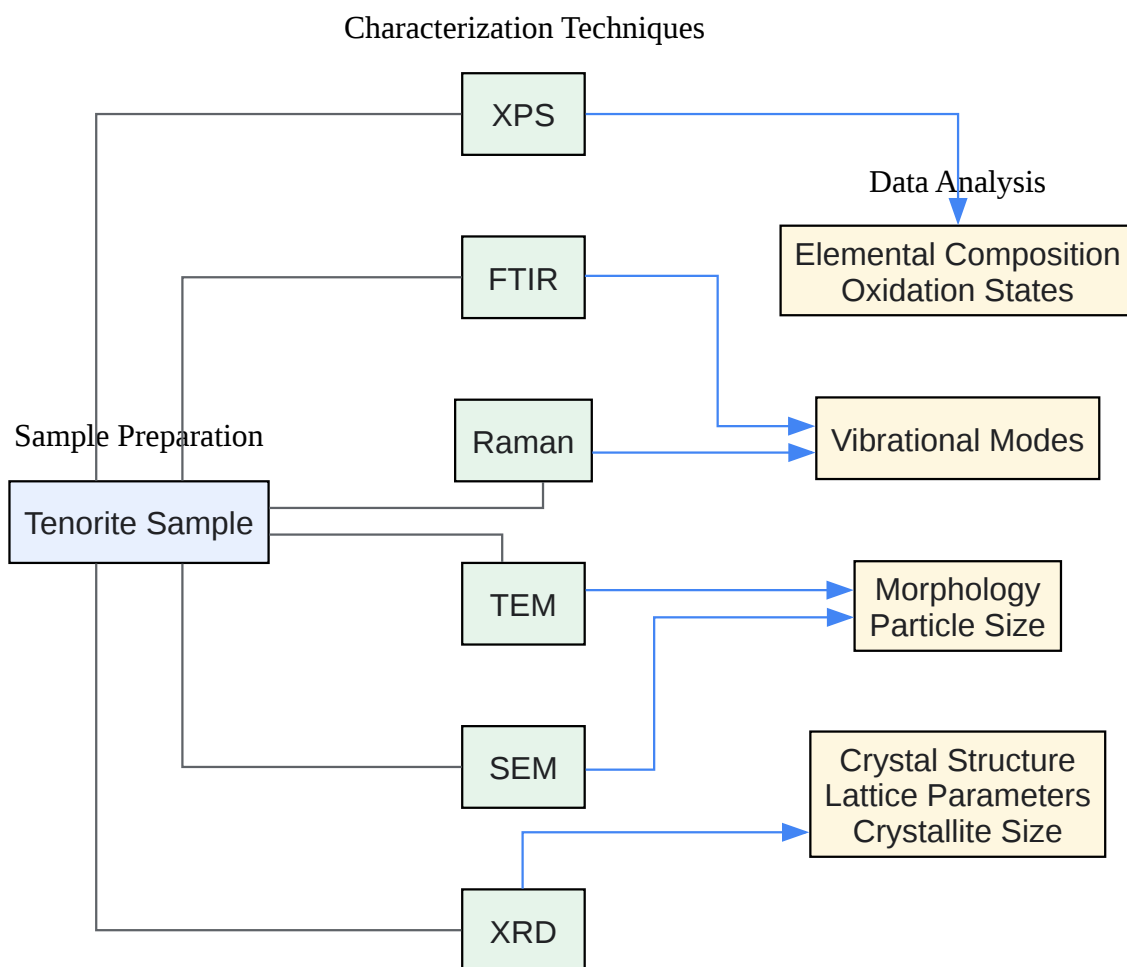 Characterization Techniques
XPS
Data Analysis
Elemental Composition
Oxidation States
FTIR
Sample Preparation
Raman
Vibrational Modes
Tenorite Sample
TEM
Morphology
Particle Size
SEM
Crystal Structure
Lattice Parameters
Crystallite Size
XRD